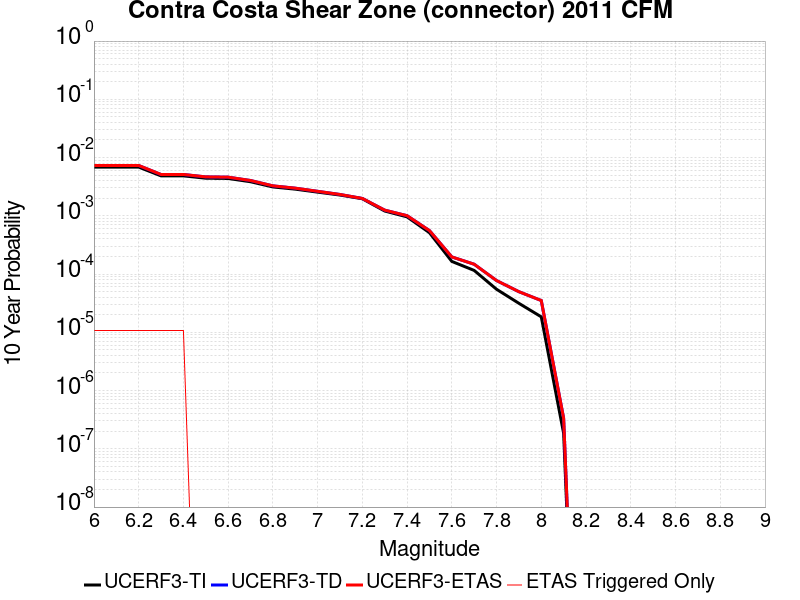 Contra Costa Shear Zone (connector) 2011 CFM
10^0
10^-1
10^-2
10^-3
10^-4
10^-5
10^-6
10^-7
10^-8
10 Year Probability
6 6.2 6.4 6.6 6.8 7 7.2 7.4 7.6 7.8 8 8.2 8.4 8.6 8.8 9
Magnitude
UCERF3-TI UCERF3-TD UCERF3-ETAS ETAS Triggered Only